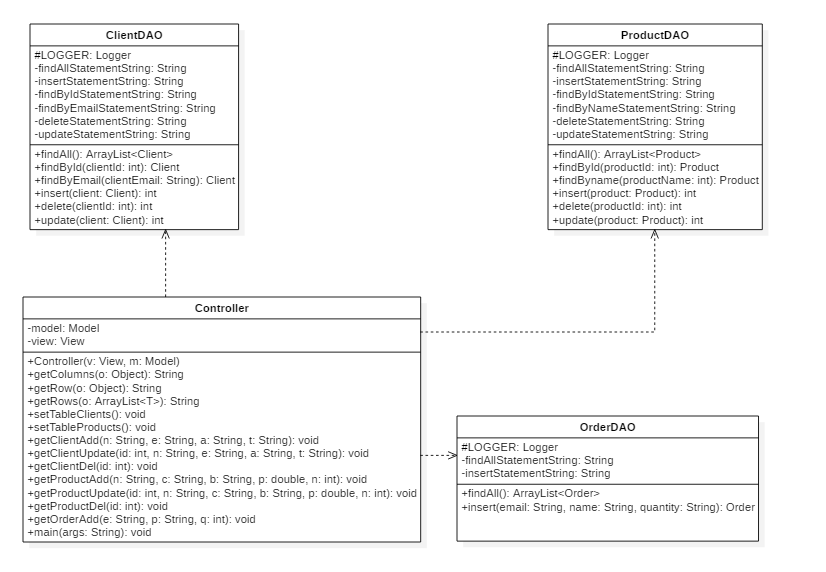 ClientDAO
#LOGGER: Logger
-findAllStatementString: String
-insertStatementString: String
-findByIdStatementString: String
-findByEmailStatementString: String
-deleteStatementString: String
-updateStatementString: String
+findAll(): ArrayList<Client>
+findById(clientId: int): Client
+findByEmail(clientEmail: String): Client
+insert(client: Client): int
+delete(clientId: int): int
+update(client: Client): int
ProductDAO
#LOGGER: Logger
-findAllStatementString: String
-insertStatementString: String
-findByIdStatementString: String
-findByNameStatementString: String
-deleteStatementString: String
-updateStatementString: String
+findAll(): ArrayList<Product>
+findById(productId: int): Product
+findByname(productName: int): Product
+insert(product: Product): int
+delete(productId: int): int
+update(product: Product): int
Controller
-model: Model
-view: View
+Controller(v: View, m: Model)
+getColumns(o: Object): String
+getRow(o: Object): String
+getRows(o: ArrayList<T>): String
+setTableClients(): void
+setTableProducts(): void
+getClientAdd(n: String, e: String, a: String, t: String): void
+getClientUpdate(id: int, n: String, e: String, a: String, t: String): void
+getClientDel(id: int): void
+getProductAdd(n: String, c: String, b: String, p: double, n: int): void
+getProductUpdate(id: int, n: String, c: String, b: String, p: double, n: int): void
+getProductDel(id: int): void
+getOrderAdd(e: String, p: String, q: int): void
+main(args: String): void
OrderDAO
#LOGGER: Logger
-findAllStatementString: String
-insertStatementString: String
+findAll(): ArrayList<Order>
+insert(email: String, name: String, quantity: String): Order